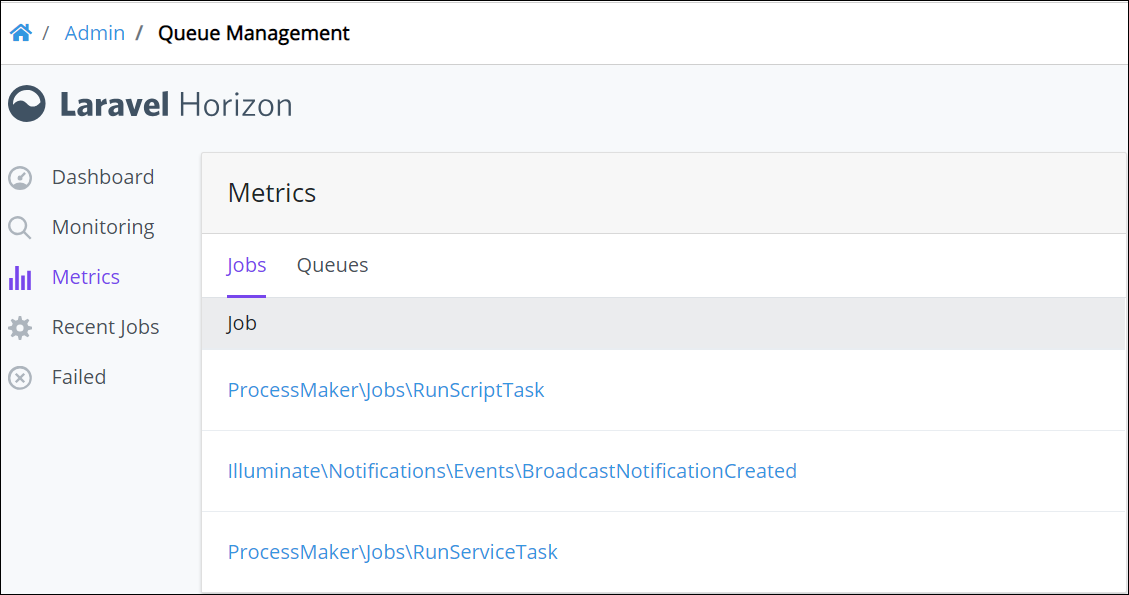 / Admin / Queue Management
Laravel Horizon
Dashboard
Monitoring
Metrics
Recent Jobs
Failed
Metrics
Jobs Queues
Job
ProcessMaker\Jobs\RunScriptTask
Illuminate\Notifications\Events\BroadcastNotificationCreated
ProcessMaker\Jobs\RunServiceTask